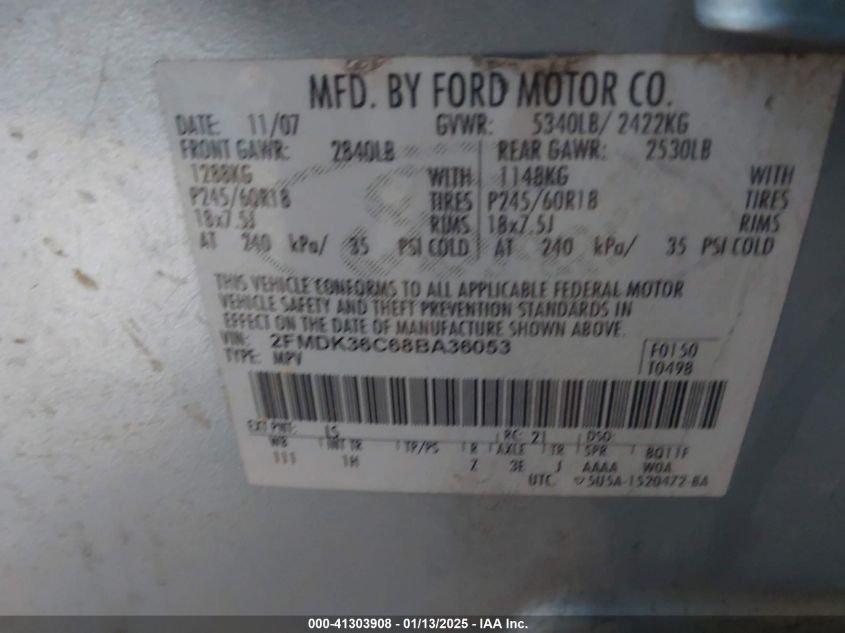 MFD. BY FORD MOTOR CO.
DATE: 11/07 GVWR: 5340LB/ 2422KG
FRONT GAWR: 2840LB REAR GAWR: 2530LB
1288KG WITH 1148KG WITH
P245/60R18 TIRES P245/60R18 TIRES
18x7.5J RIMS 18x7.5J RIMS
AT 240 kPa/ 35 PSI COLD AT 240 kPa/ 35 PSI COLD
THIS VEHICLE CONFORMS TO ALL APPLICABLE FEDERAL MOTOR
VEHICLE SAFETY AND THEFT PREVENTION STANDARDS IN
EFFECT ON THE DATE OF MANUFACTURE SHOWN ABOVE.
VIN: 2FMDK36C68BA36053 F0150
TYPE: MPV T0498
EXT PNT: RC: 21 DSO:
WB INT TR TP/PS R AXLE TR SPR
111 1H Z 3E J AAAA WOA
UTC 5U5A-1520472-BA
000-41303908 - 01/13/2025 - IAA Inc.